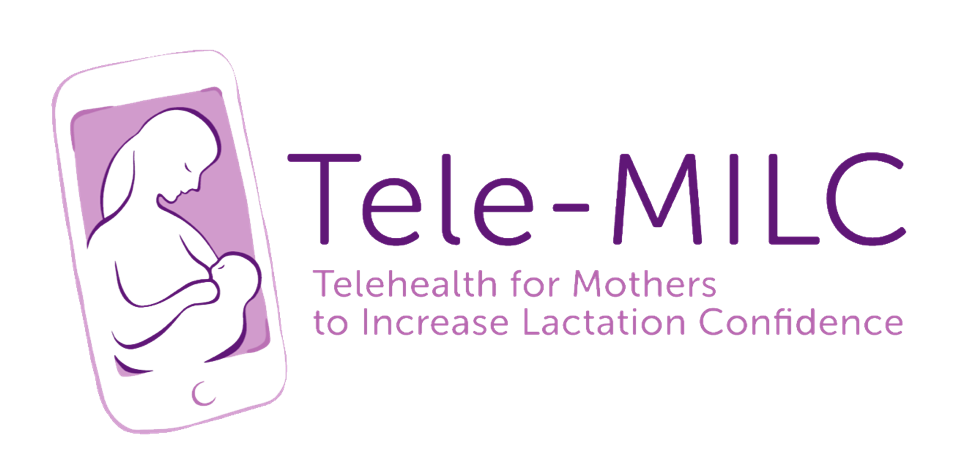 Tele-MILC
Telehealth for Mothers
to Increase Lactation Confidence